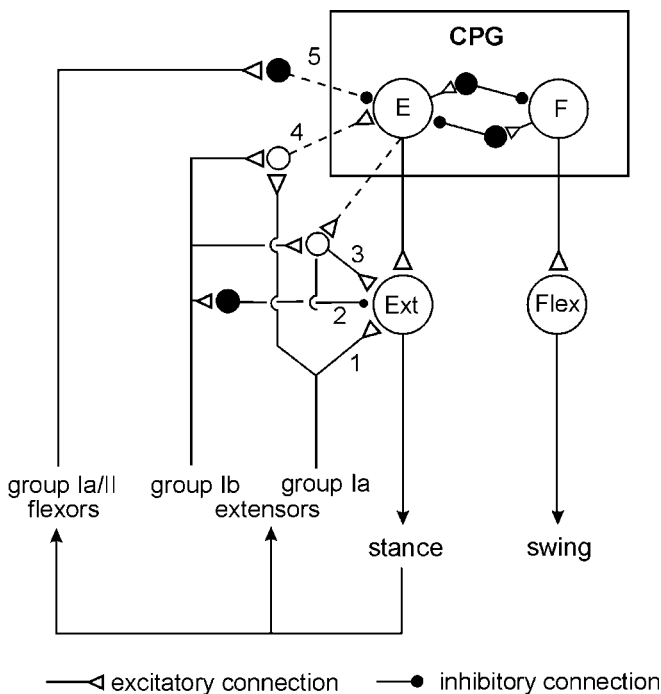 CPG
5
E
F
4
3
2
Ext
Flex
1
group Ia/II
flexors
group Ib
group Ia
extensors
stance
swing
excitatory connection
inhibitory connection